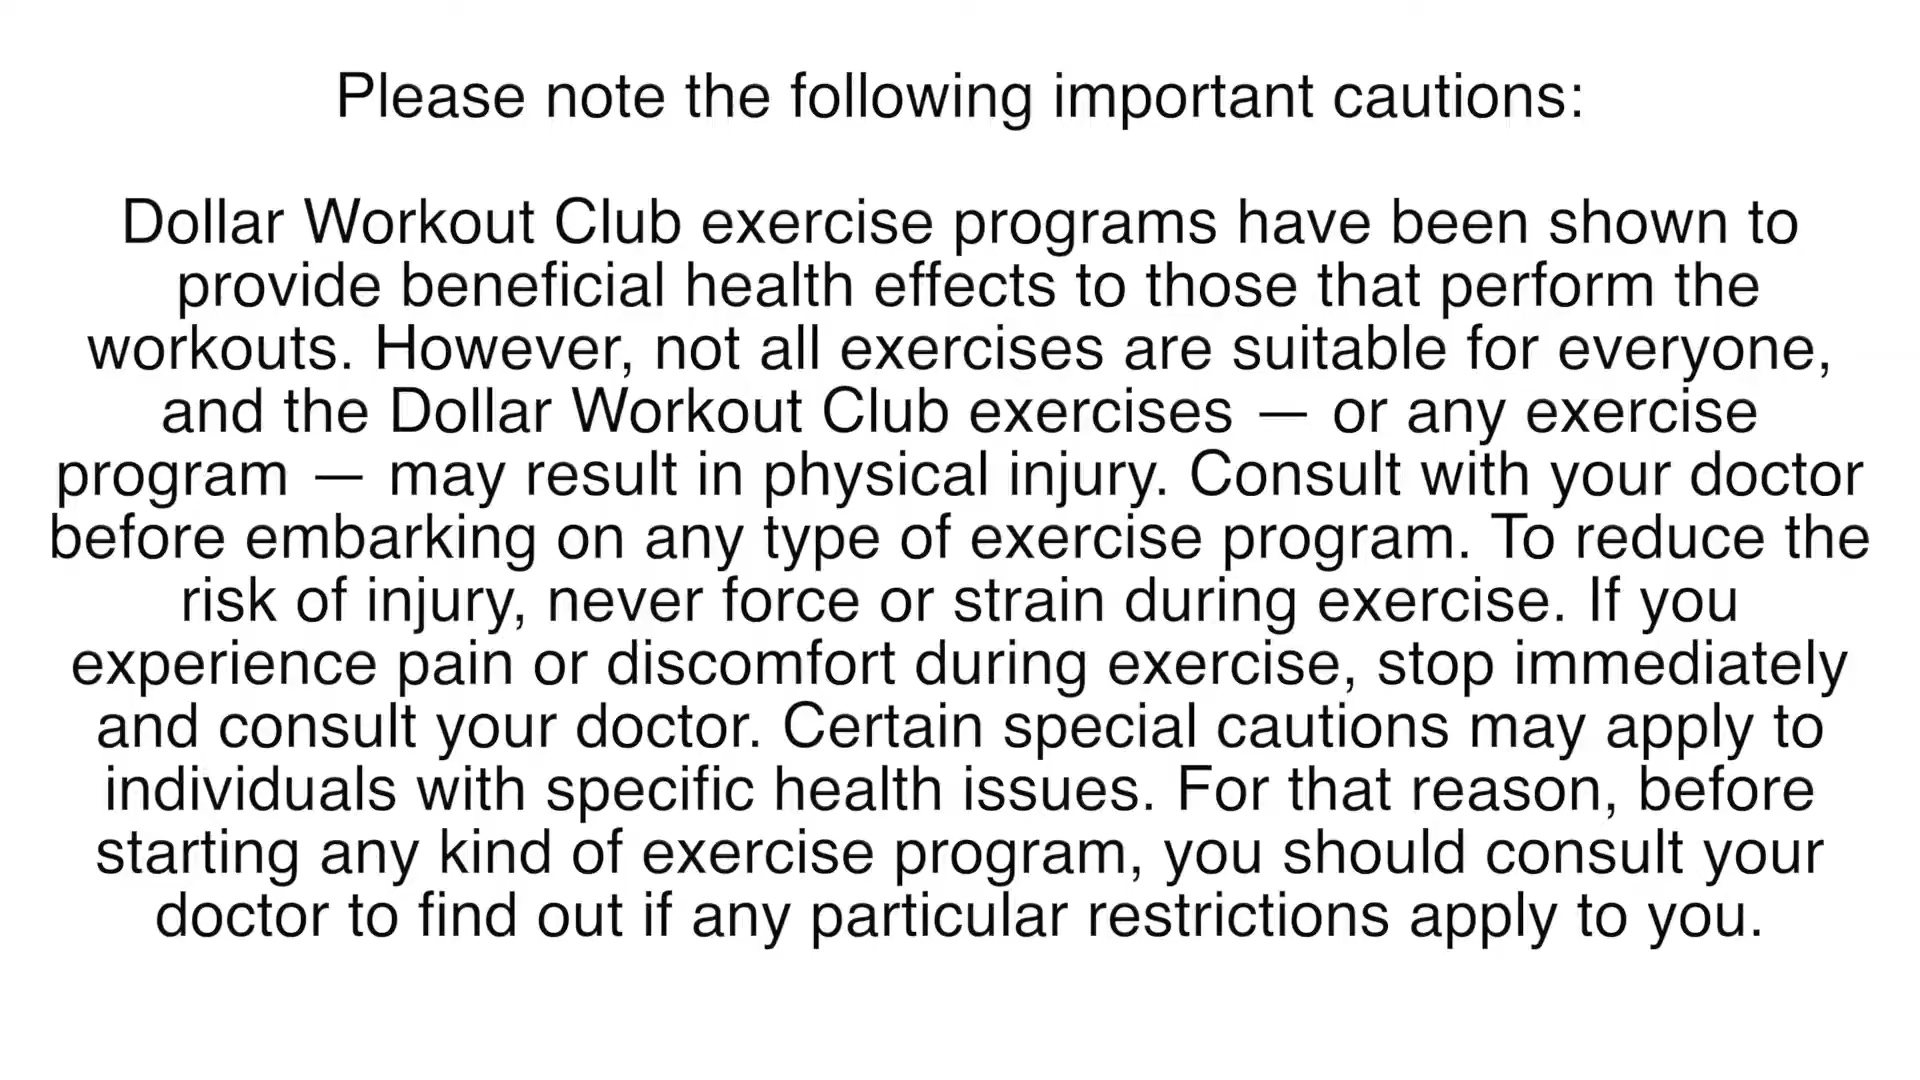 Please note the following important cautions:
Dollar Workout Club exercise programs have been shown to
provide beneficial health effects to those that perform the
workouts. However, not all exercises are suitable for everyone,
and the Dollar Workout Club exercises — or any exercise
program — may result in physical injury. Consult with your doctor
before embarking on any type of exercise program. To reduce the
risk of injury, never force or strain during exercise. If you
experience pain or discomfort during exercise, stop immediately
and consult your doctor. Certain special cautions may apply to
individuals with specific health issues. For that reason, before
starting any kind of exercise program, you should consult your
doctor to find out if any particular restrictions apply to you.